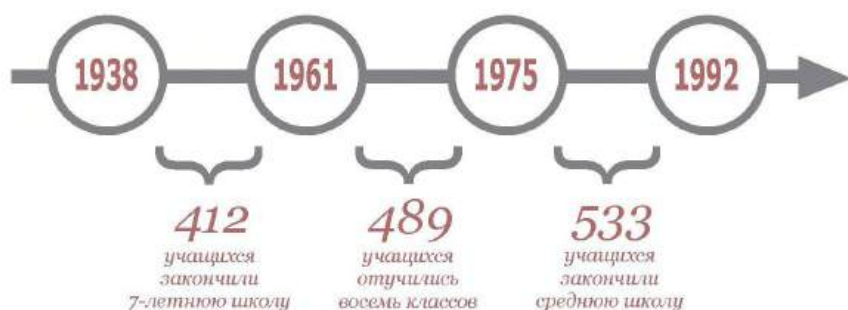 1938 1961 1975 1992
412 489 533
учащихся учащихся учащихся
закончили отучились закончили
7-летнюю школу восемь классов среднюю школу